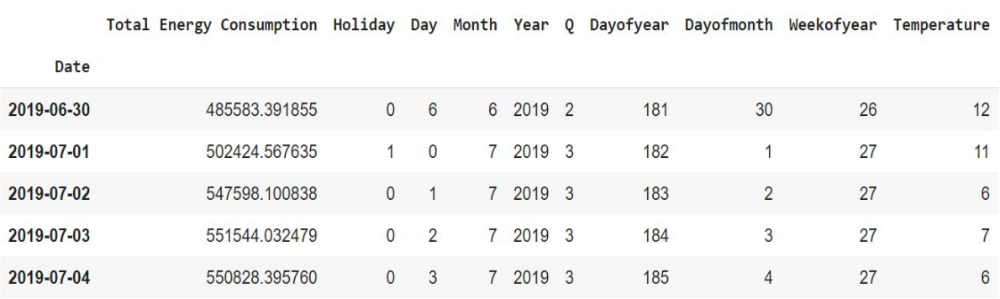 Total Energy Consumption Holiday Day Month Year Q Dayofyear Dayofmonth Weekofyear Temperature
Date
2019-06-30 485583.391855 0 6 6 2019 2 181 30 26 12
2019-07-01 502424.567635 1 0 7 2019 3 182 1 27 11
2019-07-02 547598.100838 0 1 7 2019 3 183 2 27 6
2019-07-03 551544.032479 0 2 7 2019 3 184 3 27 7
2019-07-04 550828.395760 0 3 7 2019 3 185 4 27 6